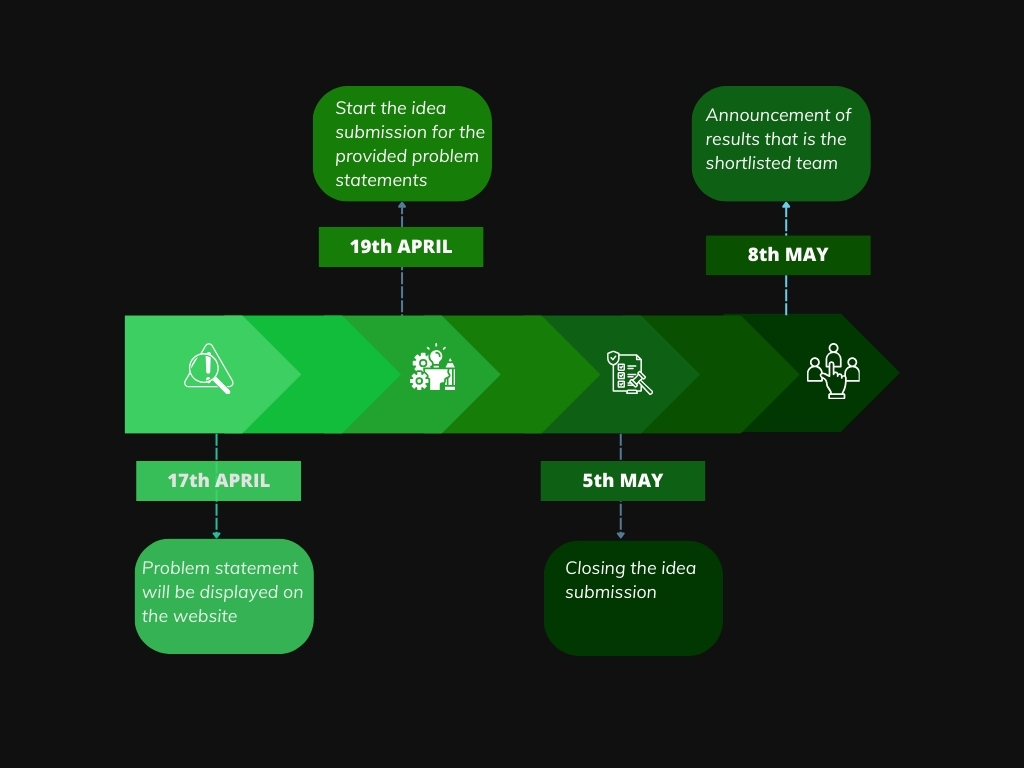 Start the idea
submission for the
provided problem
statements
19th APRIL
Announcement of
results that is the
shortlisted team
8th MAY
17th APRIL
Problem statement
will be displayed on
the website
5th MAY
Closing the idea
submission